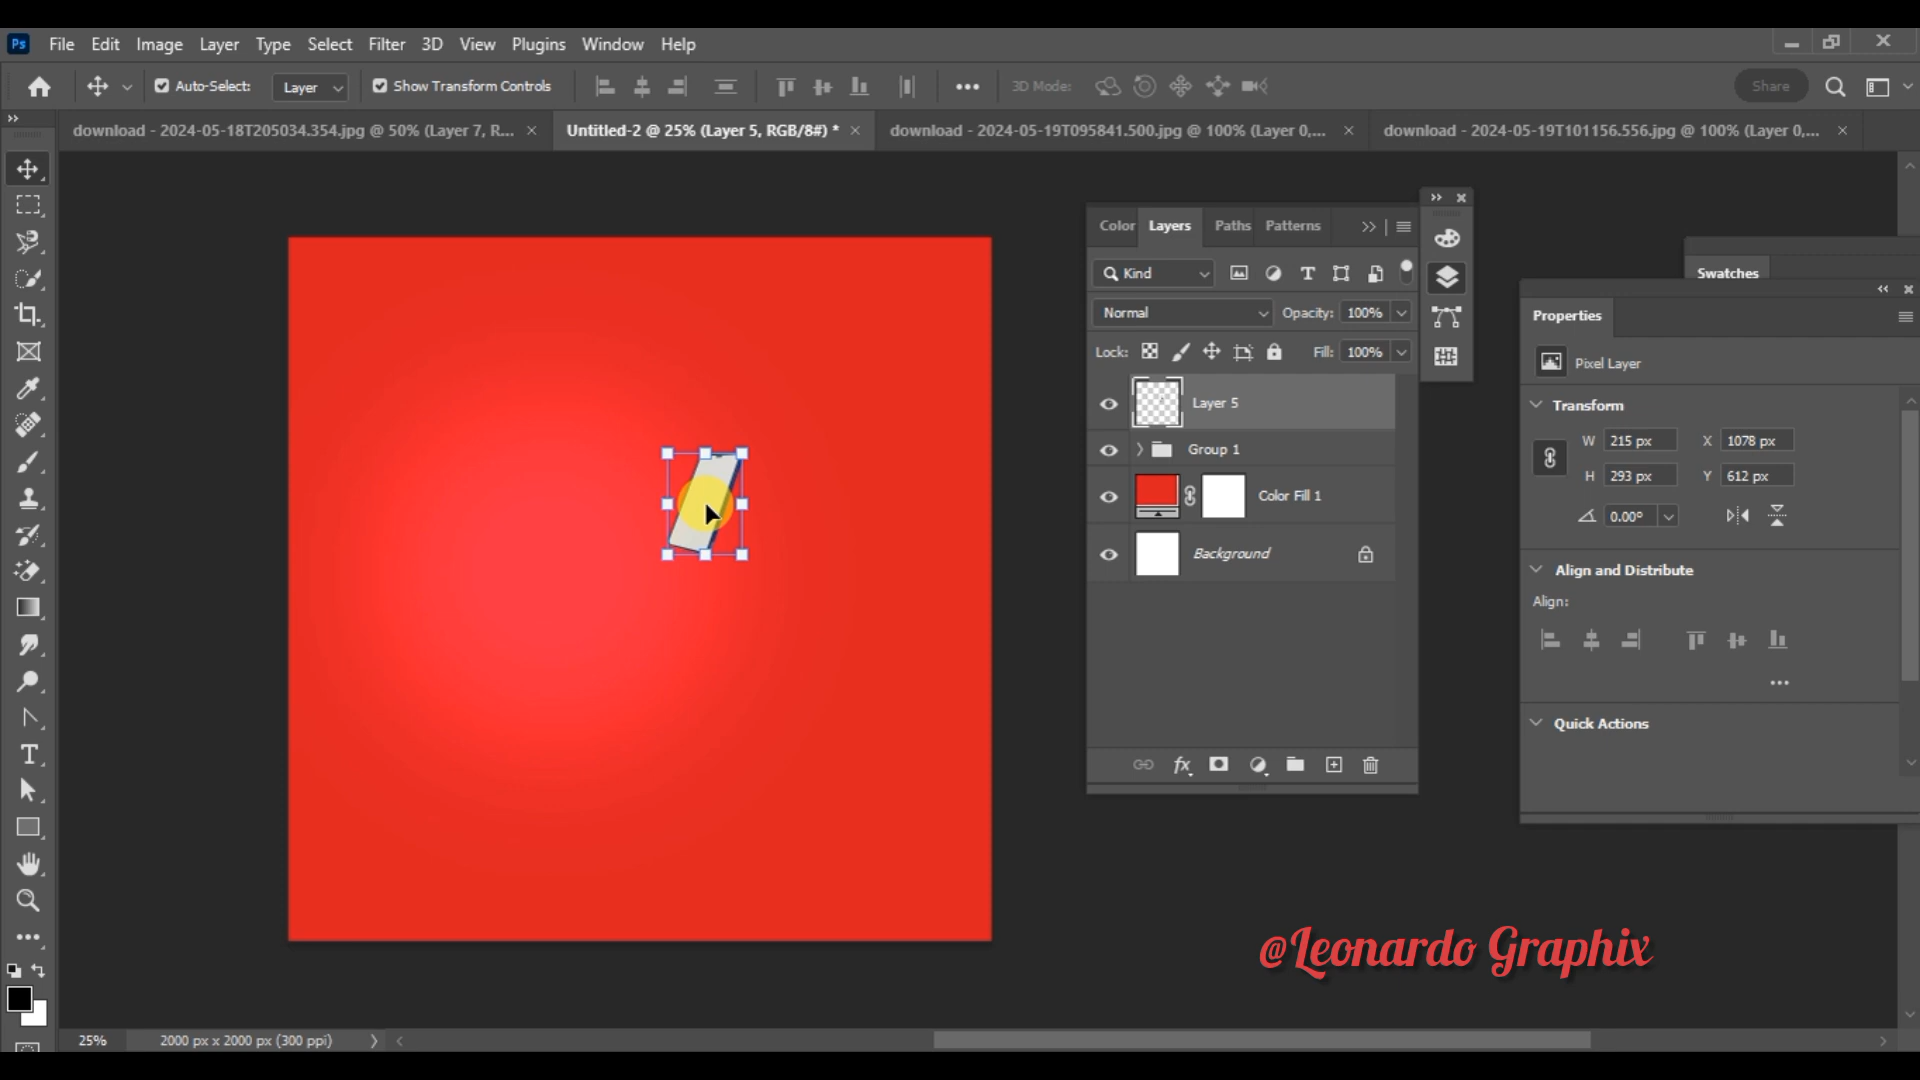 Ps File Edit Image Layer Type Select Filter 3D View Plugins Window Help
Auto-Select: Layer Show Transform Controls 3D Mode: Share
download - 2024-05-18T205034.354.jpg @ 50% (Layer 7, R... Untitled-2 @ 25% (Layer 5, RGB/8#) * download - 2024-05-19T095841.500.jpg @ 100% (Layer 0,... download - 2024-05-19T101156.556.jpg @ 100% (Layer 0,...
Color Layers Paths Patterns
Kind
Normal Opacity: 100%
Lock: Fill: 100%
Layer 5
Group 1
Color Fill 1
Background
Swatches
Properties
Pixel Layer
Transform
W 215 px X 1078 px
H 293 px Y 612 px
0.00°
Align and Distribute
Align:
Quick Actions
@Leonardo Graphix
25% 2000 px x 2000 px (300 ppi)